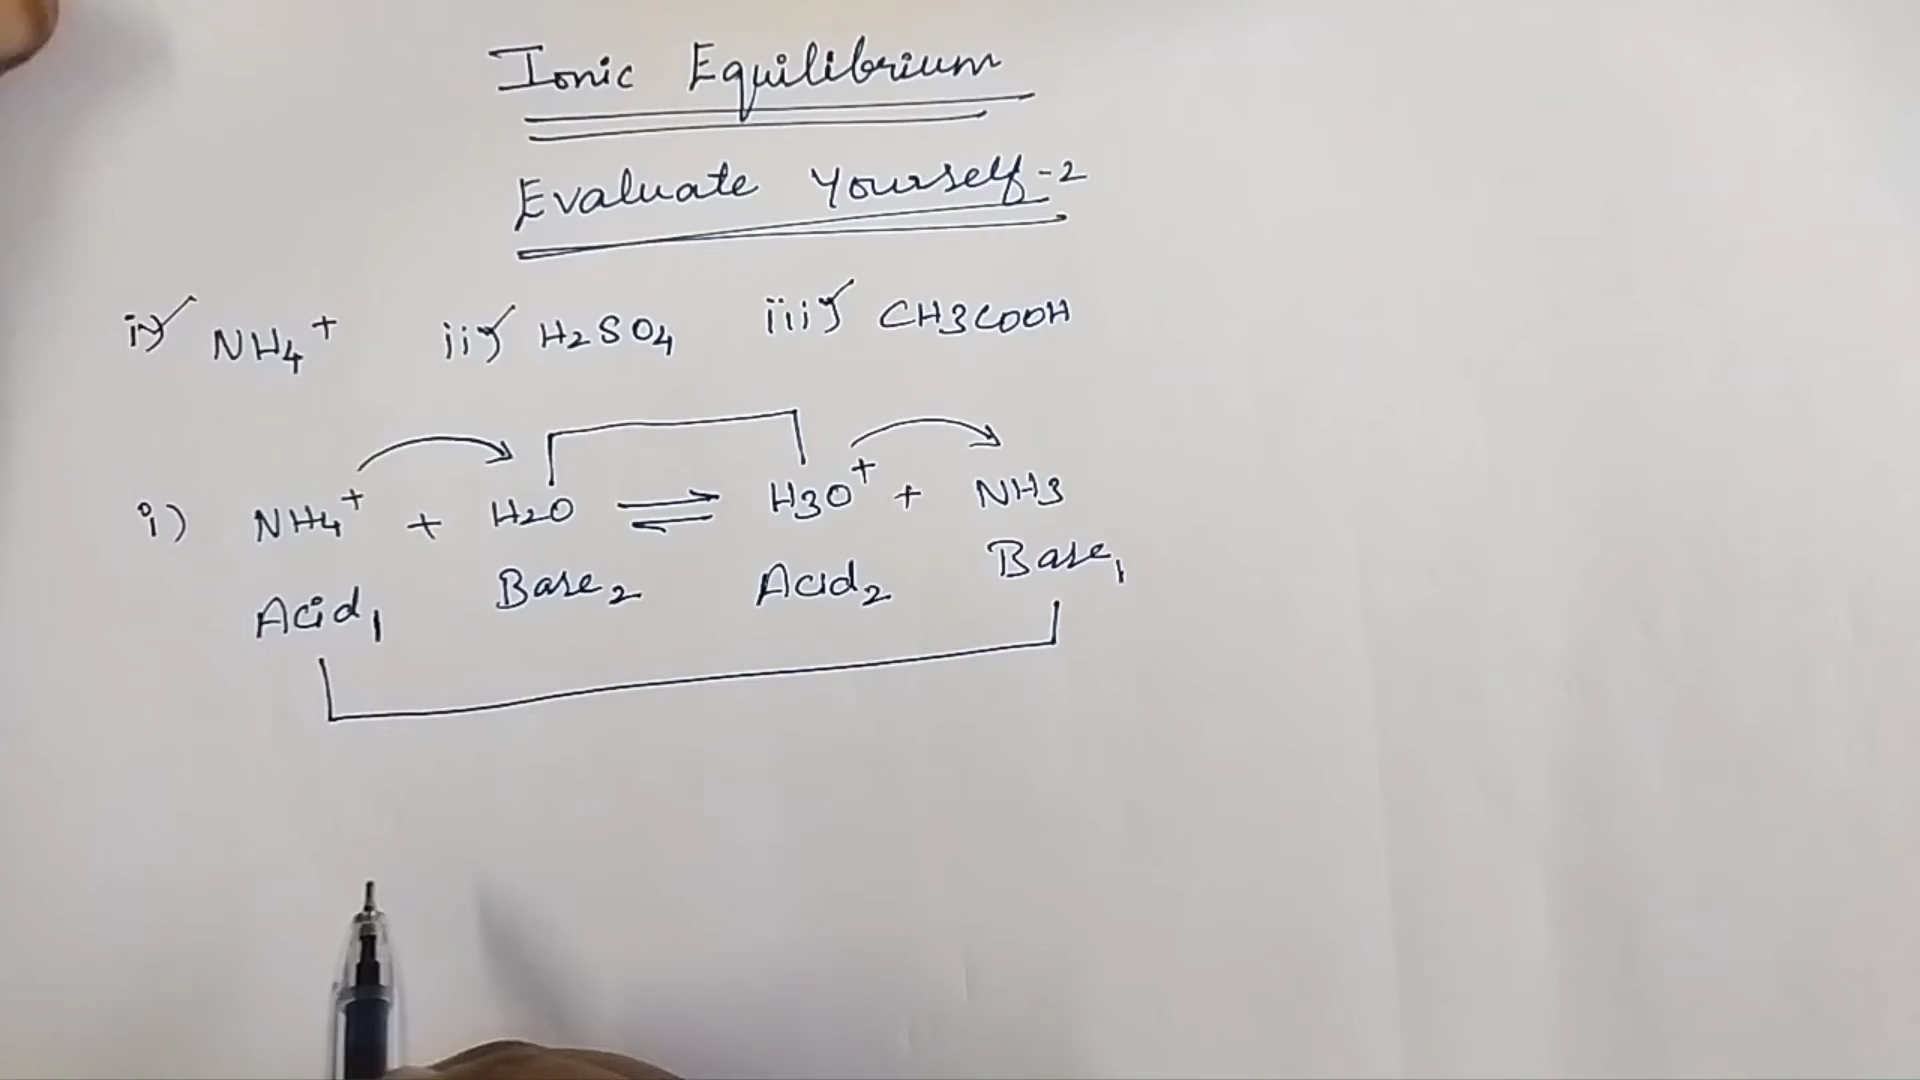 Ionic Equilibrium
Evaluate Yourself-2
i) NH4+ ii) H2SO4 iii) CH3COOH
i) NH4+ + H2O ⇌ H3O+ + NH3
Acid1 Base2 Acid2 Base1